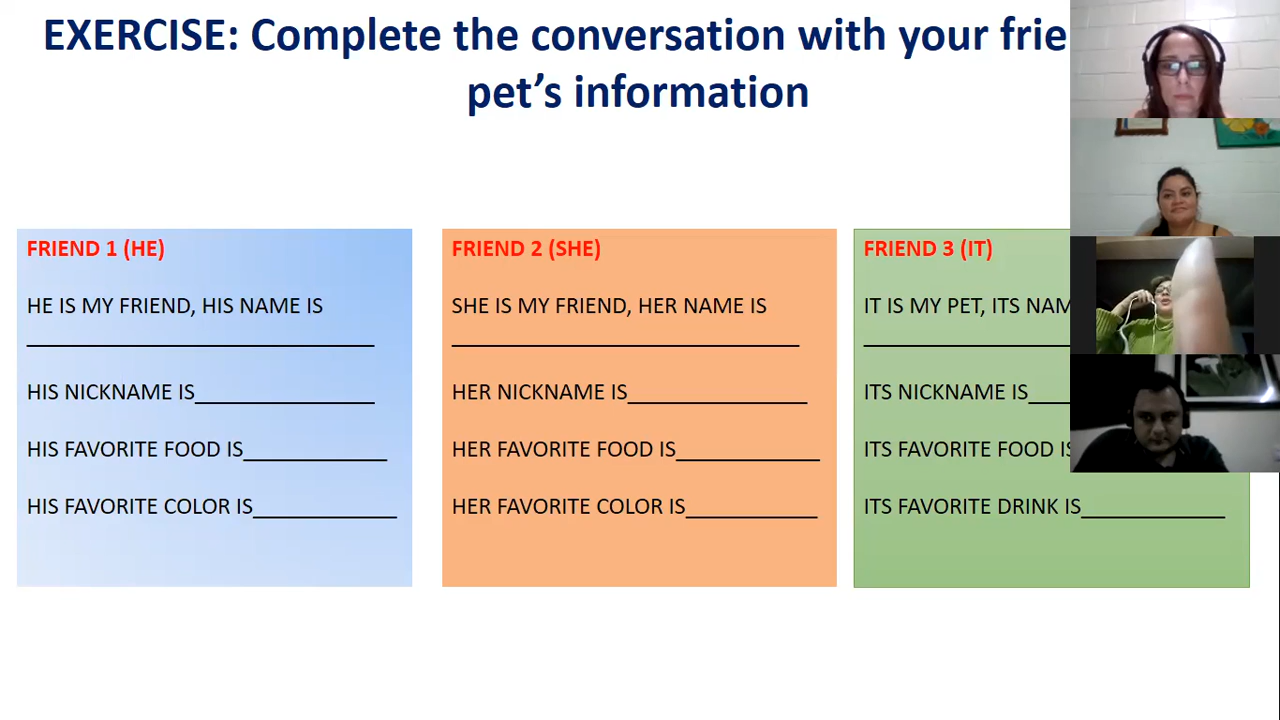 EXERCISE: Complete the conversation with your
pet’s information
FRIEND 1 (HE)
HE IS MY FRIEND, HIS NAME IS
HIS NICKNAME IS
HIS FAVORITE FOOD IS
HIS FAVORITE COLOR IS
FRIEND 2 (SHE)
SHE IS MY FRIEND, HER NAME IS
HER NICKNAME IS
HER FAVORITE FOOD IS
HER FAVORITE COLOR IS
FRIEND 3 (IT)
IT IS MY PET, ITS
ITS NICKNAME IS
ITS FAVORITE FOOD IS
ITS FAVORITE DRINK IS